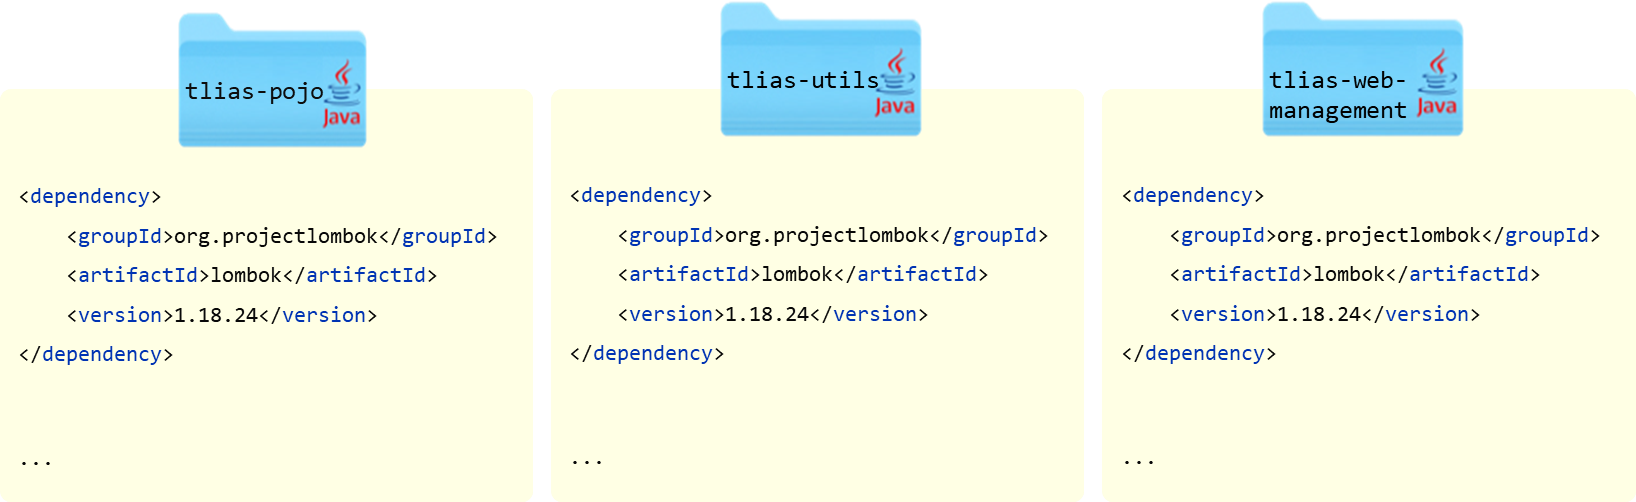 tlias-pojo
Java
<dependency>
    <groupId>org.projectlombok</groupId>
    <artifactId>lombok</artifactId>
    <version>1.18.24</version>
</dependency>
...
tlias-utils
Java
<dependency>
    <groupId>org.projectlombok</groupId>
    <artifactId>lombok</artifactId>
    <version>1.18.24</version>
</dependency>
...
tlias-web-
management
Java
<dependency>
    <groupId>org.projectlombok</groupId>
    <artifactId>lombok</artifactId>
    <version>1.18.24</version>
</dependency>
...